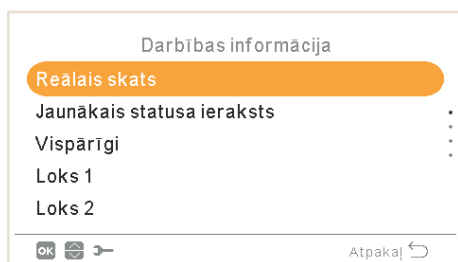 Darbības informācija
Reālais skats
Jaunākais statusa ieraksts
Vispārīgi
Loks 1
Loks 2
OK Atpakaļ